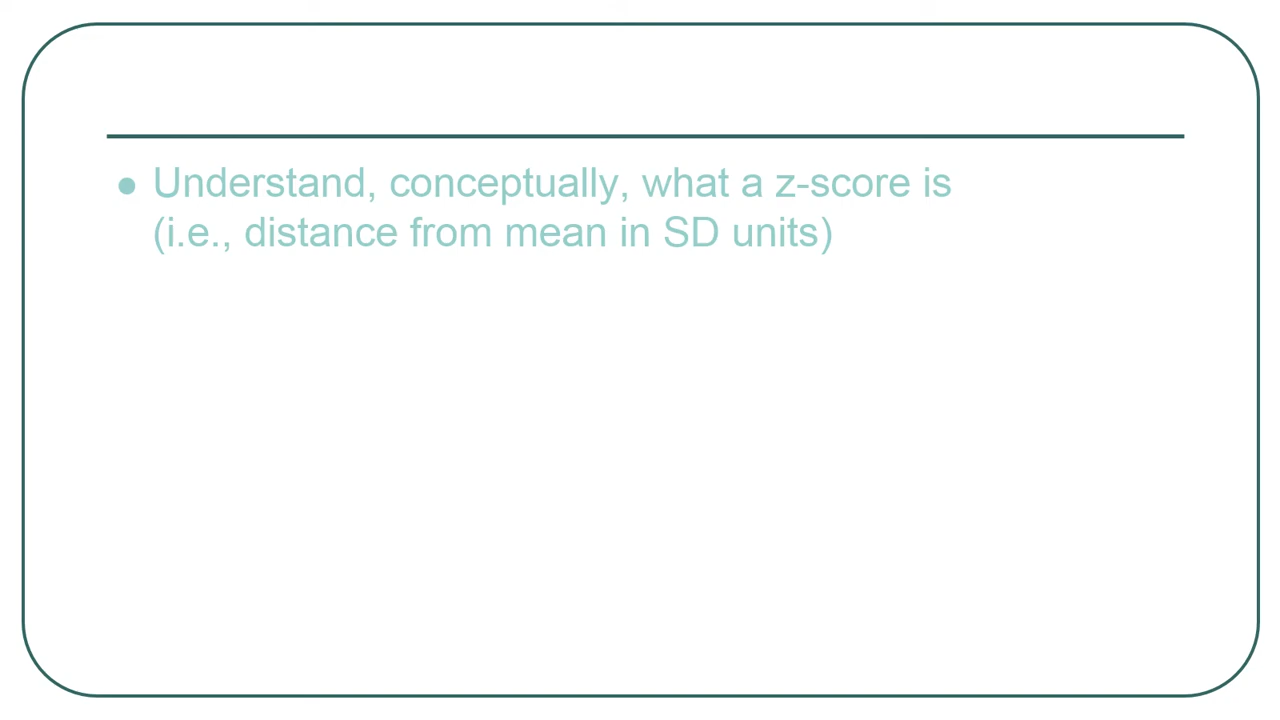 ● Understand, conceptually, what a z-score is
(i.e., distance from mean in SD units)